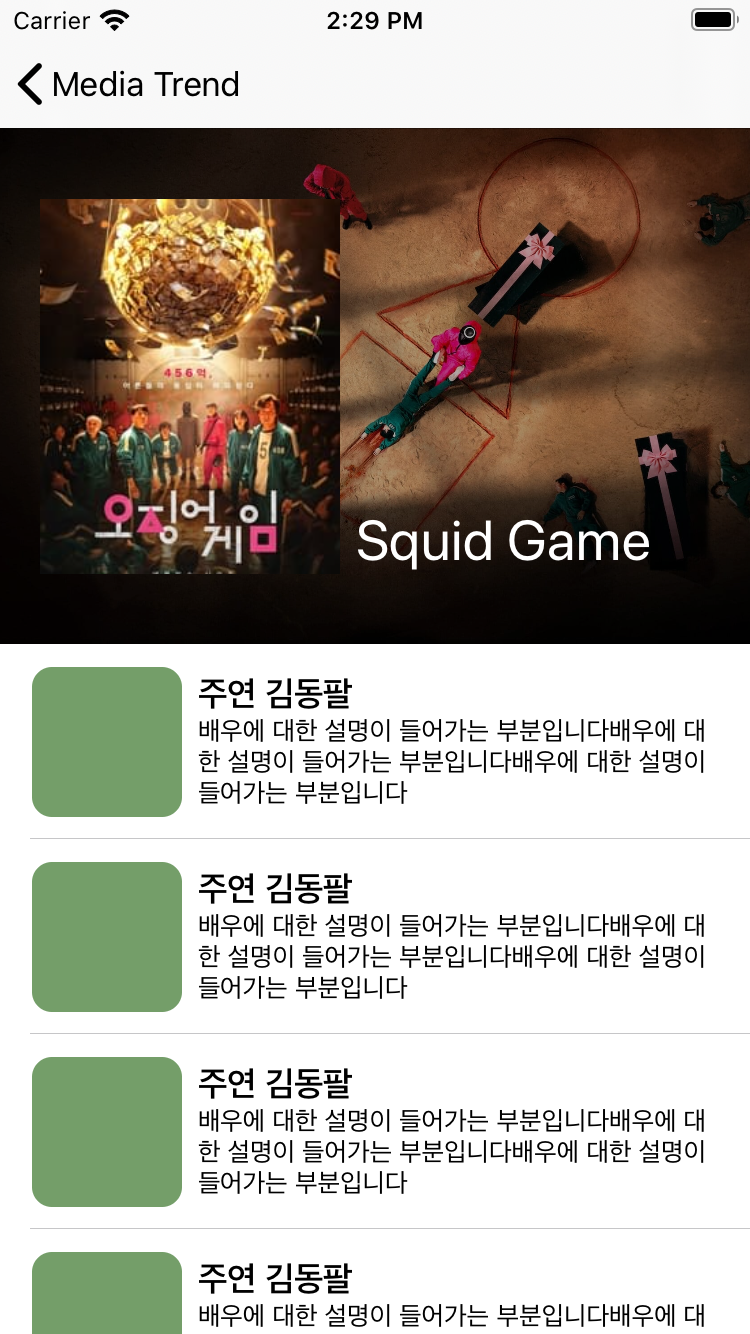 Carrier
2:29 PM
Media Trend
456억,
오징어
게임
Squid Game
주연 김동팔
배우에 대한 설명이 들어가는 부분입니다배우에 대
한 설명이 들어가는 부분입니다배우에 대한 설명이
들어가는 부분입니다
주연 김동팔
배우에 대한 설명이 들어가는 부분입니다배우에 대
한 설명이 들어가는 부분입니다배우에 대한 설명이
들어가는 부분입니다
주연 김동팔
배우에 대한 설명이 들어가는 부분입니다배우에 대
한 설명이 들어가는 부분입니다배우에 대한 설명이
들어가는 부분입니다
주연 김동팔
배우에 대한 설명이 들어가는 부분입니다배우에 대